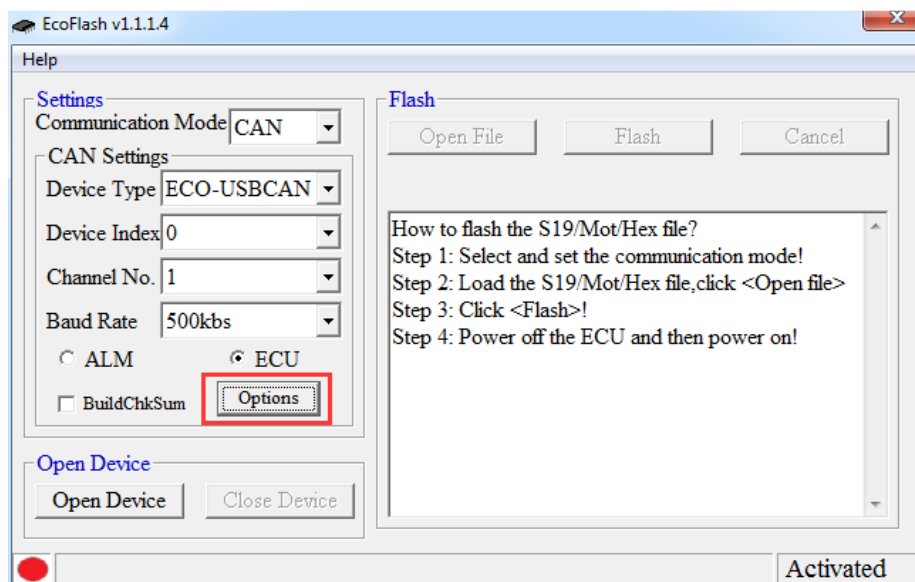 EcoFlash v1.1.1.4
Help
Settings
Communication Mode CAN
CAN Settings
Device Type ECO-USBCAN
Device Index 0
Channel No. 1
Baud Rate 500kbs
ALM ECU
BuildChkSum Options
Open Device
Open Device Close Device
Flash
Open File Flash Cancel
How to flash the S19/Mot/Hex file?
Step 1: Select and set the communication mode!
Step 2: Load the S19/Mot/Hex file,click <Open file>
Step 3: Click <Flash>!
Step 4: Power off the ECU and then power on!
Activated